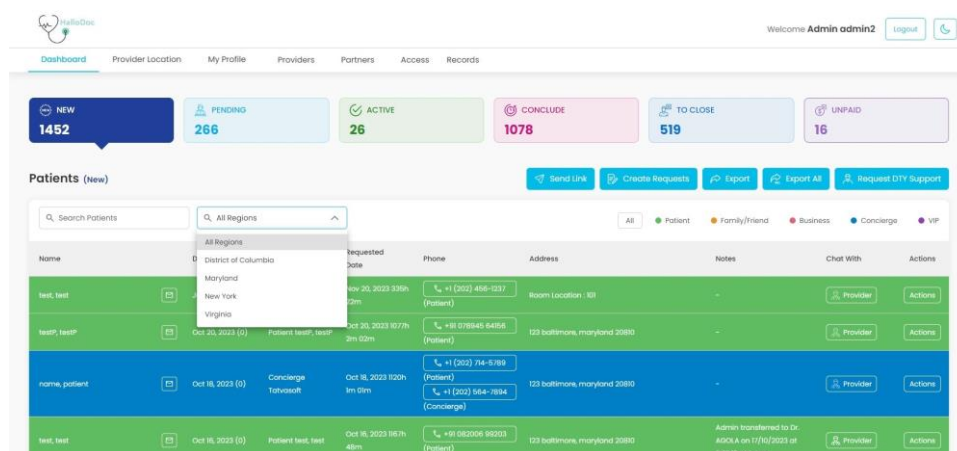 HelloDoc
Welcome Admin admin2 Logout
Dashboard Provider Location My Profile Providers Partners Access Records
NEW PENDING ACTIVE CONCLUDE TO CLOSE UNPAID
1452 266 26 1078 519 16
Patients (New) Send Link Create Requests Export Export All Request DTY Support
Search Patients All Regions All Patient Family/Friend Business Concierge VIP
All Regions
District of Columbia
Maryland
New York
Virginia
Name D Requested Date Phone Address Notes Chat With Actions
test, test Nov 20, 2023 335h +1 (202) 456-1237 (Patient) Room Location : 101 - Provider Actions
testP, testP Oct 20, 2023 (0) Patient testP, testP Oct 20, 2023 1077h 2m 02m +91 078945 64156 (Patient) 123 baltimore, maryland 20810 - Provider Actions
name, patient Oct 18, 2023 (0) Concierge Tatvasoft Oct 18, 2023 1120h 1m 01m +1 (202) 714-5789 (Patient) +1 (202) 564-7894 (Concierge) 123 baltimore, maryland 20810 - Provider Actions
test, test Oct 16, 2023 (0) Patient test, test Oct 16, 2023 1167h 48m +91 082006 99203 (Patient) 123 baltimore, maryland 20810 Admin transferred to Dr. AGOLA on 17/10/2023 at Provider Actions